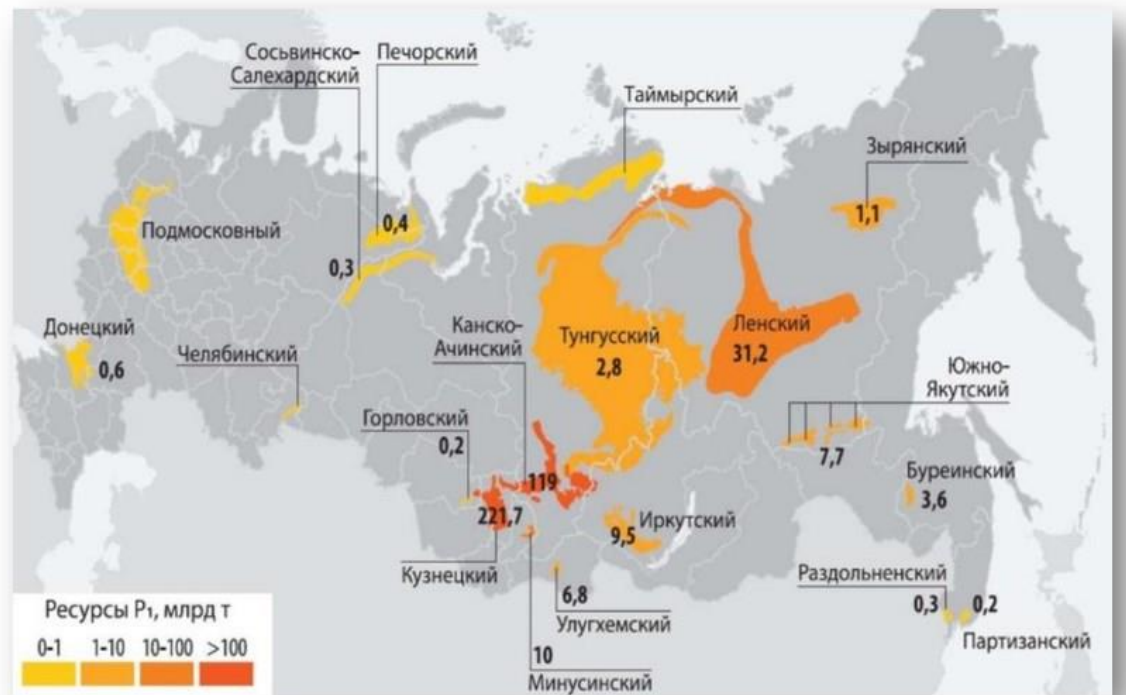 Сосьвинско-
Салехардский
Печорский
Таймырский
Зырянский
1,1
0,4
Подмосковный
0,3
Донецкий
0,6
Челябинский
Канско-
Ачинский
Тунгусский
2,8
Ленский
31,2
Южно-
Якутский
7,7
Горловский
0,2
119
221,7
Кузнецкий
Иркутский
9,5
Буреинский
3,6
Раздольненский
0,3
0,2
Партизанский
6,8
Улугхемский
10
Минусинский
Ресурсы P₁, млрд т
0-1 1-10 10-100 >100